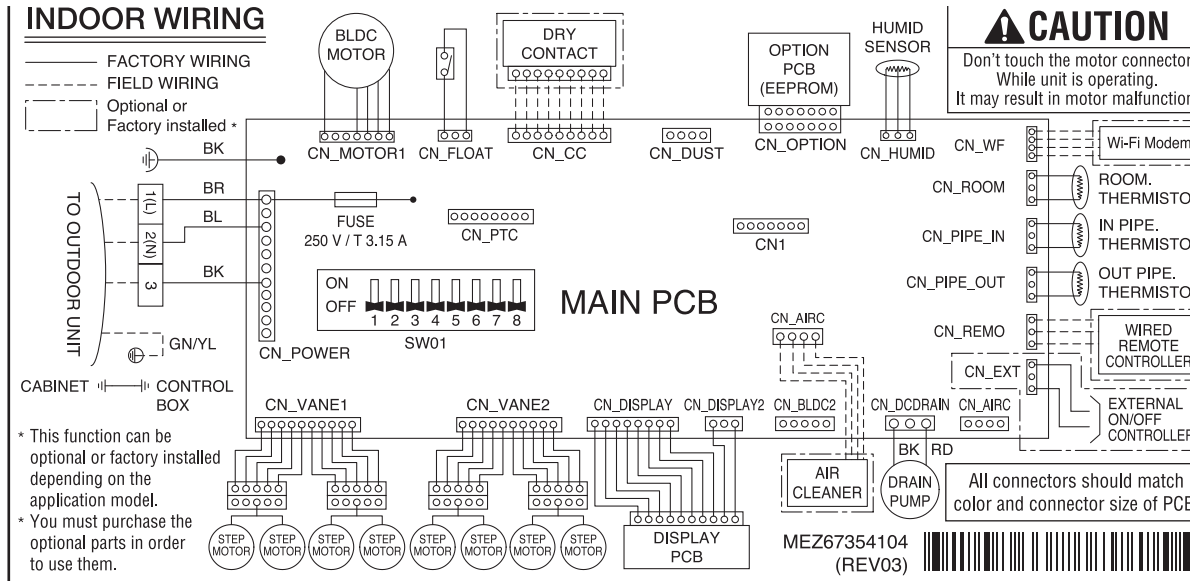 INDOOR WIRING
FACTORY WIRING
FIELD WIRING
Optional or
Factory installed *
BLDC
MOTOR
DRY
CONTACT
OPTION
PCB
(EEPROM)
HUMID
SENSOR
CAUTION
Don't touch the motor connector
While unit is operating.
It may result in motor malfunction
CN_MOTOR1
CN_FLOAT
CN_CC
CN_DUST
CN_OPTION
CN_HUMID
CN_WF
Wi-Fi Modem
BK
BR
BL
BK
GN/YL
TO OUTDOOR UNIT
1(L)
2(N)
3
FUSE
250 V / T 3.15 A
CN_PTC
CN1
CN_ROOM
ROOM.
THERMISTO
CN_PIPE_IN
IN PIPE.
THERMISTO
CN_PIPE_OUT
OUT PIPE.
THERMISTO
ON
OFF
1 2 3 4 5 6 7 8
SW01
MAIN PCB
CN_POWER
CN_AIRC
CN_REMO
WIRED
REMOTE
CONTROLLER
CN_EXT
EXTERNAL
ON/OFF
CONTROLLER
CABINET
CONTROL
BOX
CN_VANE1
CN_VANE2
CN_DISPLAY
CN_DISPLAY2
CN_BLDC2
CN_DCDRAIN
CN_AIRC
* This function can be
optional or factory installed
depending on the
application model.
* You must purchase the
optional parts in order
to use them.
STEP
MOTOR
STEP
MOTOR
STEP
MOTOR
STEP
MOTOR
STEP
MOTOR
STEP
MOTOR
STEP
MOTOR
STEP
MOTOR
DISPLAY
PCB
AIR
CLEANER
BK RD
DRAIN
PUMP
All connectors should match
color and connector size of PCB
MEZ67354104
(REV03)